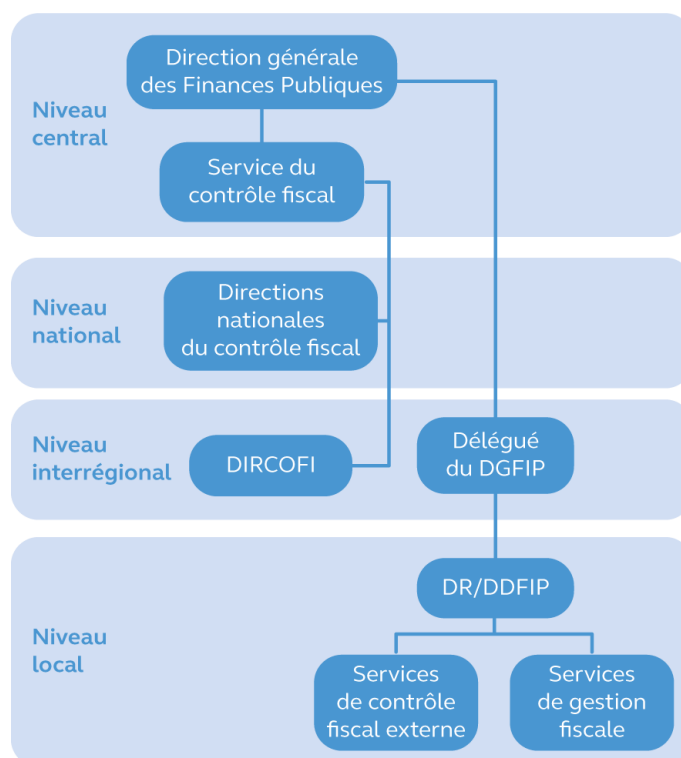 Direction générale
des Finances Publiques
Niveau
central
Service du
contrôle fiscal
Niveau
national
Directions
nationales
du contrôle fiscal
Niveau
interrégional
DIRCOFI
Délégué
du DGFIP
DR/DDFIP
Niveau
local
Services
de contrôle
fiscal externe
Services
de gestion
fiscale